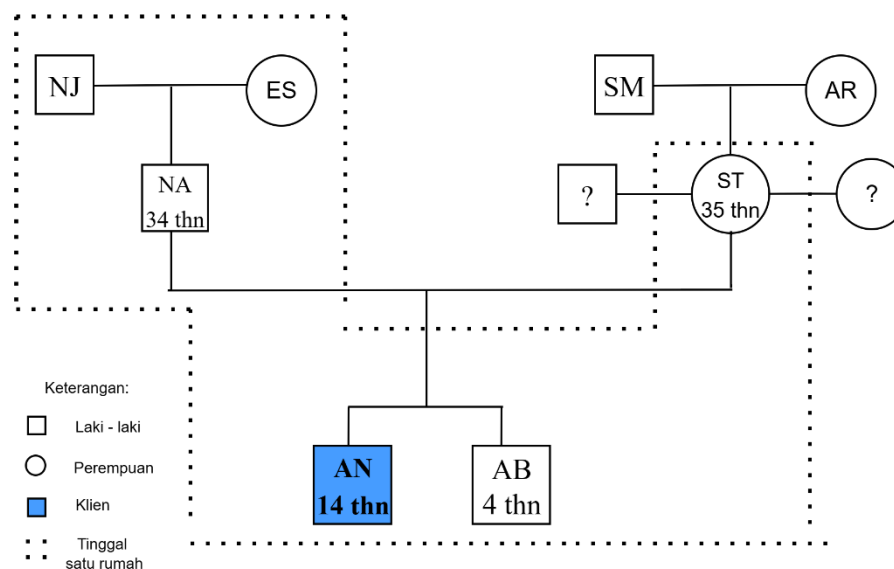 NJ
ES
SM
AR
NA
34 thn
?
ST
35 thn
?
Keterangan:
Laki - laki
Perempuan
Klien
Tinggal
satu rumah
AN
14 thn
AB
4 thn